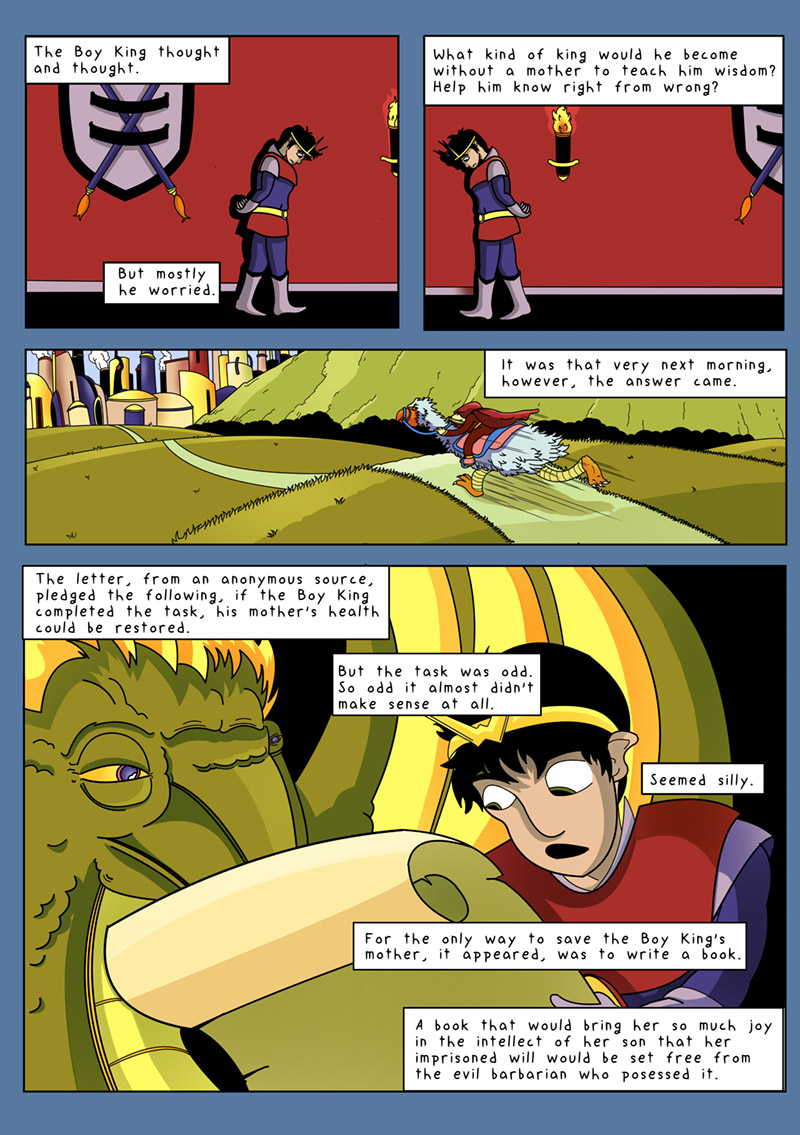 The Boy King thought
and thought.
But mostly
he worried.
What kind of king would he become
without a mother to teach him wisdom?
Help him know right from wrong?
It was that very next morning,
however, the answer came.
The letter, from an anonymous source,
pledged the following, if the Boy King
completed the task, his mother's health
could be restored.
But the task was odd.
So odd it almost didn't
make sense at all.
Seemed silly.
For the only way to save the Boy King's
mother, it appeared, was to write a book.
A book that would bring her so much joy
in the intellect of her son that her
imprisoned will would be set free from
the evil barbarian who posessed it.